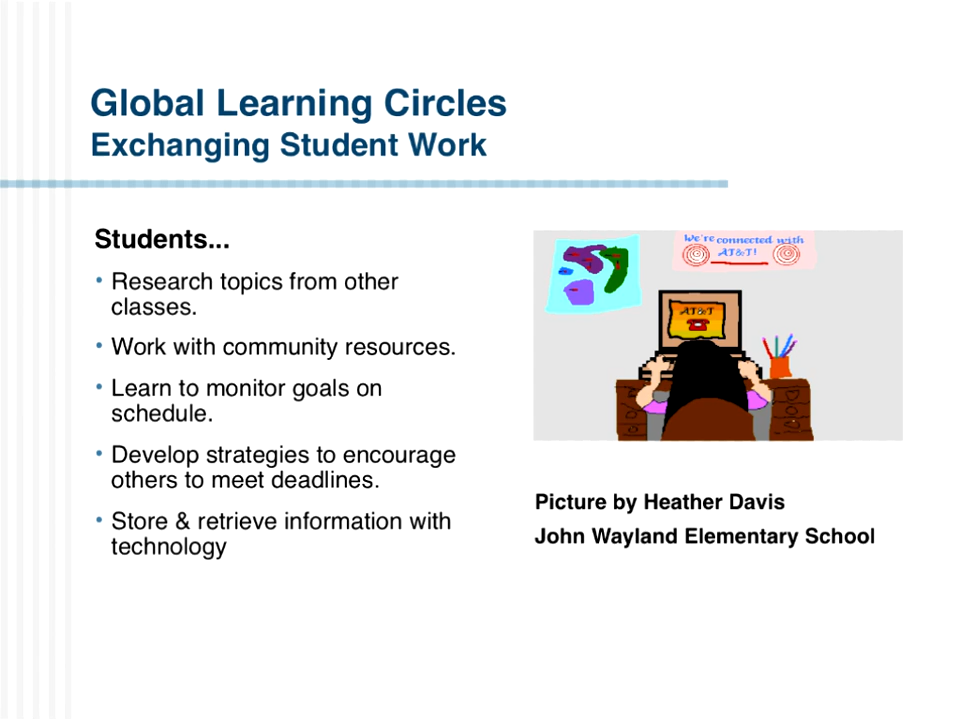 Global Learning Circles
Exchanging Student Work
Students...
• Research topics from other
classes.
• Work with community resources.
• Learn to monitor goals on
schedule.
• Develop strategies to encourage
others to meet deadlines.
• Store & retrieve information with
technology
We're connected with
AT&T!
AT&T
Picture by Heather Davis
John Wayland Elementary School